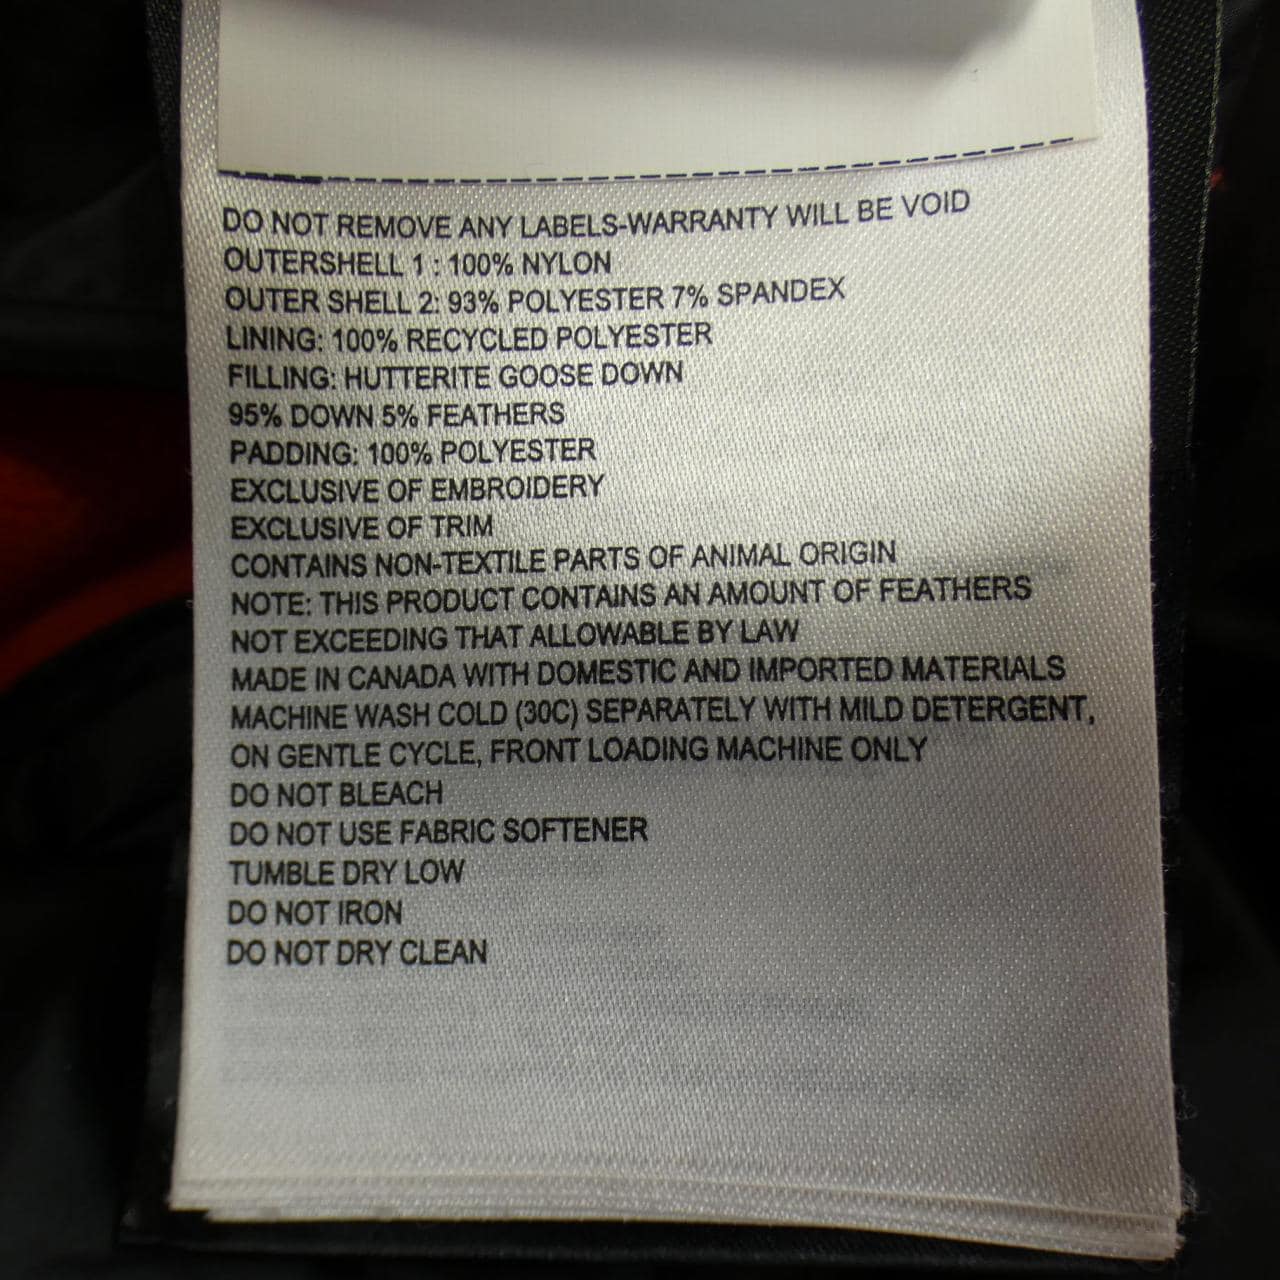 DO NOT REMOVE ANY LABELS-WARRANTY WILL BE VOID
OUTERSHELL 1 : 100% NYLON
OUTER SHELL 2: 93% POLYESTER 7% SPANDEX
LINING: 100% RECYCLED POLYESTER
FILLING: HUTTERITE GOOSE DOWN
95% DOWN 5% FEATHERS
PADDING: 100% POLYESTER
EXCLUSIVE OF EMBROIDERY
EXCLUSIVE OF TRIM
CONTAINS NON-TEXTILE PARTS OF ANIMAL ORIGIN
NOTE: THIS PRODUCT CONTAINS AN AMOUNT OF FEATHERS
NOT EXCEEDING THAT ALLOWABLE BY LAW
MADE IN CANADA WITH DOMESTIC AND IMPORTED MATERIALS
MACHINE WASH COLD (30C) SEPARATELY WITH MILD DETERGENT,
ON GENTLE CYCLE, FRONT LOADING MACHINE ONLY
DO NOT BLEACH
DO NOT USE FABRIC SOFTENER
TUMBLE DRY LOW
DO NOT IRON
DO NOT DRY CLEAN